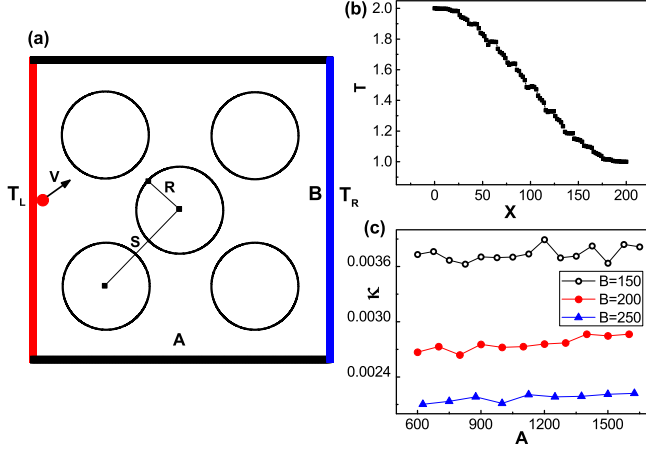 (a)
V
R
T_L
B
T_R
S
A
(b)
2.0
1.8
1.6
1.4
1.2
1.0
T
0
50
100
150
200
X
(c)
0.0036
0.0030
0.0024
κ
B=150
B=200
B=250
600
900
1200
1500
A